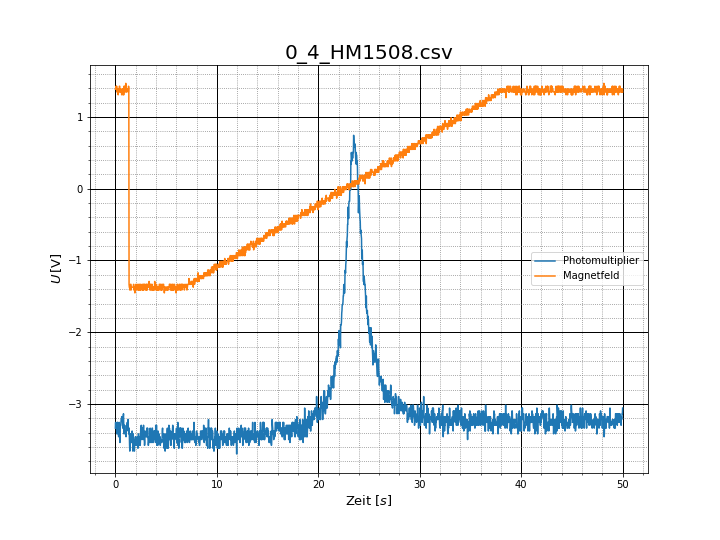 0_4_HM1508.csv
U[V]
1
0
−1
−2
−3
Photomultiplier
Magnetfeld
0 10 20 30 40 50
Zeit [s]